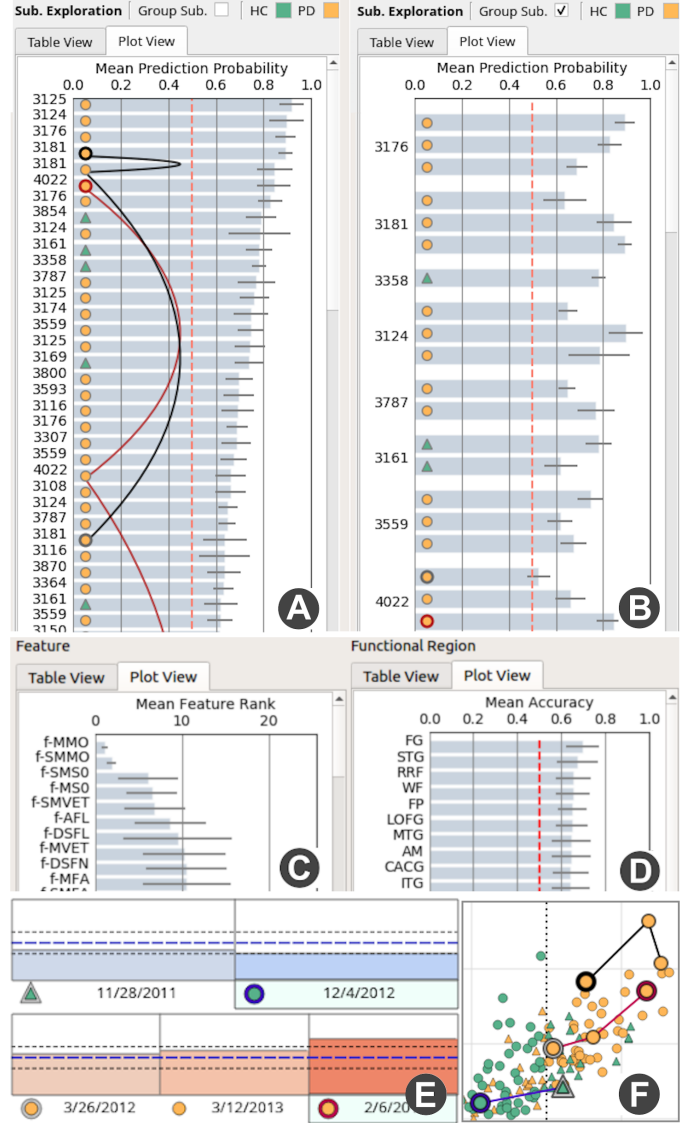 Sub. Exploration Group Sub. HC PD
Table View Plot View
Mean Prediction Probability
0.0 0.2 0.4 0.6 0.8 1.0
3125
3124
3176
3181
3181
4022
3176
3854
3124
3161
3358
3787
3125
3174
3559
3125
3169
3800
3593
3116
3176
3307
3559
4022
3108
3124
3787
3181
3116
3870
3364
3161
3559
3150
A
Sub. Exploration Group Sub. HC PD
Table View Plot View
Mean Prediction Probability
0.0 0.2 0.4 0.6 0.8 1.0
3176
3181
3358
3124
3787
3161
3559
4022
B
Feature
Table View Plot View
Mean Feature Rank
0 10 20
f-MMO
f-SMMO
f-SMS0
f-MS0
f-SMVET
f-AFL
f-DSFL
f-MVET
f-DSFN
f-MFA
C
Functional Region
Table View Plot View
Mean Accuracy
0.0 0.2 0.4 0.6 0.8 1.0
FG
STG
RRF
WF
FP
LOFG
MTG
AM
CACG
ITG
D
11/28/2011 12/4/2012
3/26/2012 3/12/2013
E
F